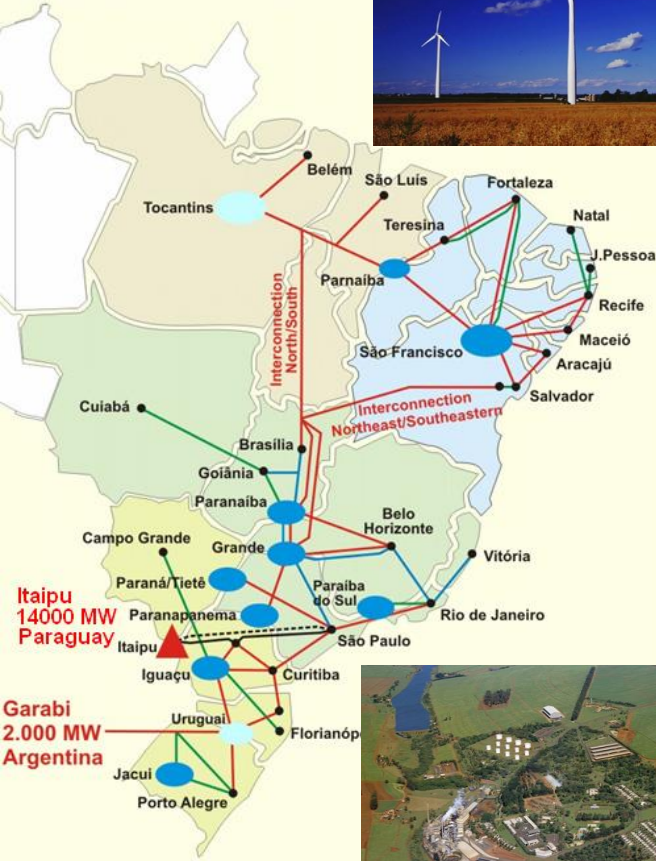 Belém
São Luís
Fortaleza
Tocantins
Teresina
Natal
J.Pessoa
Parnaíba
Interconnection
North/South
Recife
São Francisco
Maceió
Aracajú
Salvador
Interconnection
Northeast/Southeastern
Cuiabá
Brasília
Goiânia
Paranaíba
Belo
Horizonte
Campo Grande
Grande
Vitória
Paraná/Tietê
Paraíba
do Sul
Itaipu
14000 MW
Paraguay
Paranapanema
Rio de Janeiro
Itaipu
São Paulo
Iguaçu
Curitiba
Garabi
2.000 MW
Argentina
Uruguai
Florianóp
Jacui
Porto Alegre